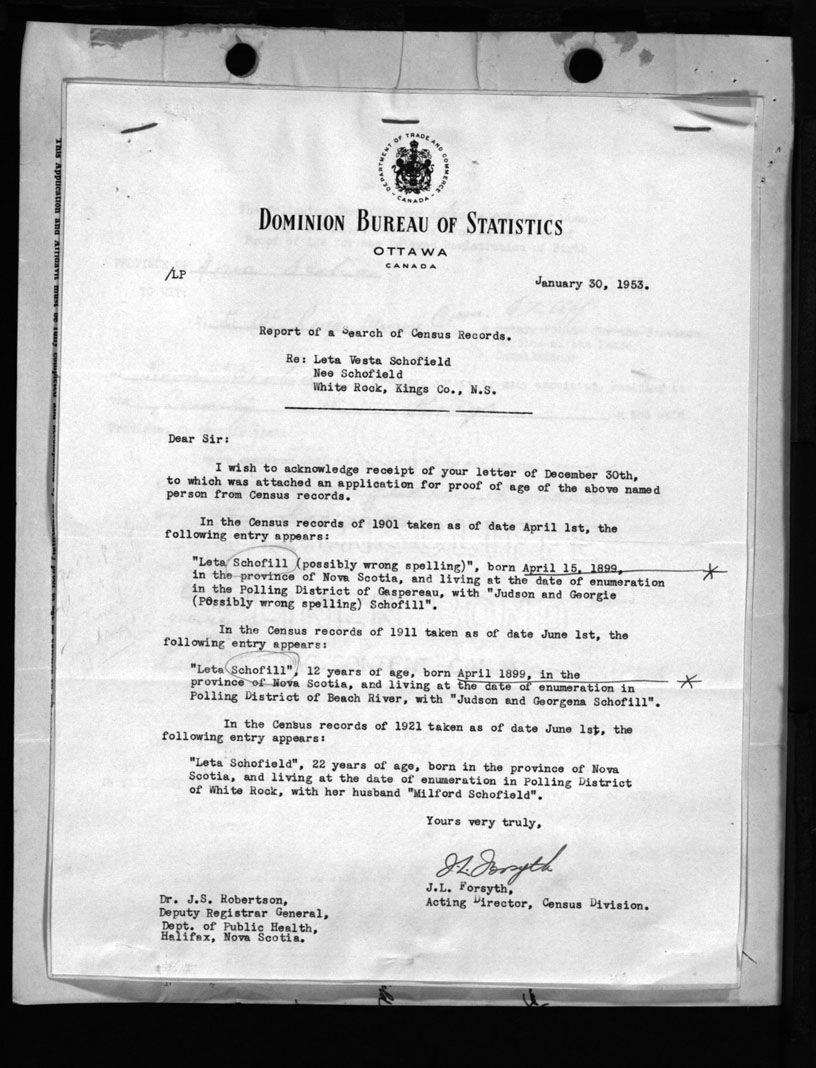 DEPARTMENT OF TRADE AND COMMERCE
CANADA
DOMINION BUREAU OF STATISTICS
OTTAWA
CANADA
/LP
January 30, 1953.
Report of a Search of Census Records.
Re: Leta Vesta Schofield
Nee Schofield
White Rock, Kings Co., N.S.
Dear Sir:
I wish to acknowledge receipt of your letter of December 30th,
to which was attached an application for proof of age of the above named
person from Census records.
In the Census records of 1901 taken as of date April 1st, the
following entry appears:
"Leta Schofill (possibly wrong spelling)", born April 15, 1899,
in the province of Nova Scotia, and living at the date of enumeration
in the Polling District of Gaspereau, with "Judson and Georgie
(Possibly wrong spelling) Schofill".
In the Census records of 1911 taken as of date June 1st, the
following entry appears:
"Leta Schofill", 12 years of age, born April 1899, in the
province of Nova Scotia, and living at the date of enumeration in
Polling District of Beach River, with "Judson and Georgena Schofill".
In the Census records of 1921 taken as of date June 1st, the
following entry appears:
"Leta Schofield", 22 years of age, born in the province of Nova
Scotia, and living at the date of enumeration in Polling District
of White Rock, with her husband "Milford Schofield".
Yours very truly,
J.L. Forsyth
J.L. Forsyth,
Acting Director, Census Division.
Dr. J.S. Robertson,
Deputy Registrar General,
Dept. of Public Health,
Halifax, Nova Scotia.